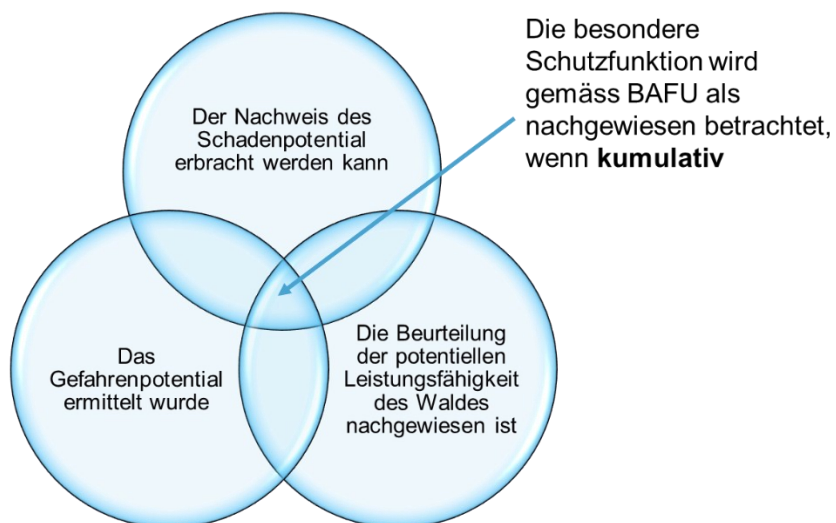 Die besondere
Schutzfunktion wird
gemäss BAFU als
nachgewiesen betrachtet,
wenn kumulativ
Der Nachweis des
Schadenpotential
erbracht werden kann
Das
Gefahrenpotential
ermittelt wurde
Die Beurteilung
der potentiellen
Leistungsfähigkeit
des Waldes
nachgewiesen ist